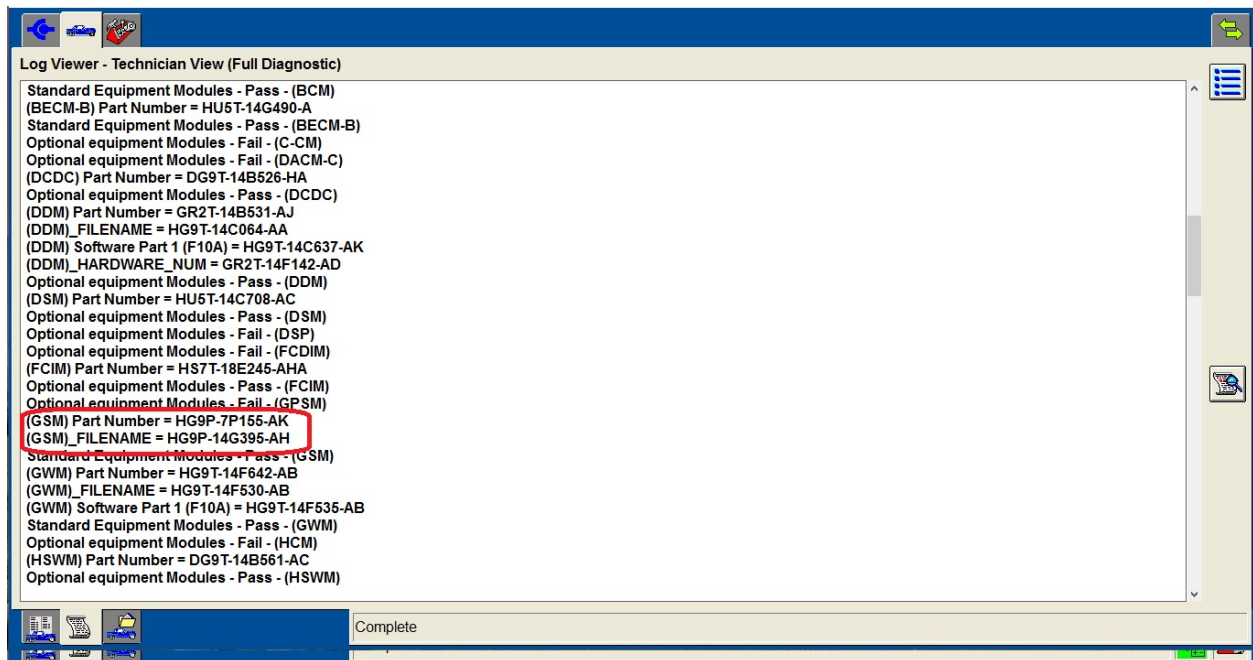 Log Viewer - Technician View (Full Diagnostic)
Standard Equipment Modules - Pass - (BCM)
(BECM-B) Part Number = HU5T-14G490-A
Standard Equipment Modules - Pass - (BECM-B)
Optional equipment Modules - Fail - (C-CM)
Optional equipment Modules - Fail - (DACM-C)
(DCDC) Part Number = DG9T-14B526-HA
Optional equipment Modules - Pass - (DCDC)
(DDM) Part Number = GR2T-14B531-AJ
(DDM)_FILENAME = HG9T-14C064-AA
(DDM) Software Part 1 (F10A) = HG9T-14C637-AK
(DDM)_HARDWARE_NUM = GR2T-14F142-AD
Optional equipment Modules - Pass - (DDM)
(DSM) Part Number = HU5T-14C708-AC
Optional equipment Modules - Pass - (DSM)
Optional equipment Modules - Fail - (DSP)
Optional equipment Modules - Fail - (FCDIM)
(FCIM) Part Number = HS7T-18E245-AHA
Optional equipment Modules - Pass - (FCIM)
Optional equipment Modules - Fail - (GPSM)
(GSM) Part Number = HG9P-7P155-AK
(GSM)_FILENAME = HG9P-14G395-AH
Standard Equipment Modules - Pass - (GSM)
(GWM) Part Number = HG9T-14F642-AB
(GWM)_FILENAME = HG9T-14F530-AB
(GWM) Software Part 1 (F10A) = HG9T-14F535-AB
Standard Equipment Modules - Pass - (GWM)
Optional equipment Modules - Fail - (HCM)
(HSWM) Part Number = DG9T-14B561-AC
Optional equipment Modules - Pass - (HSWM)
Complete